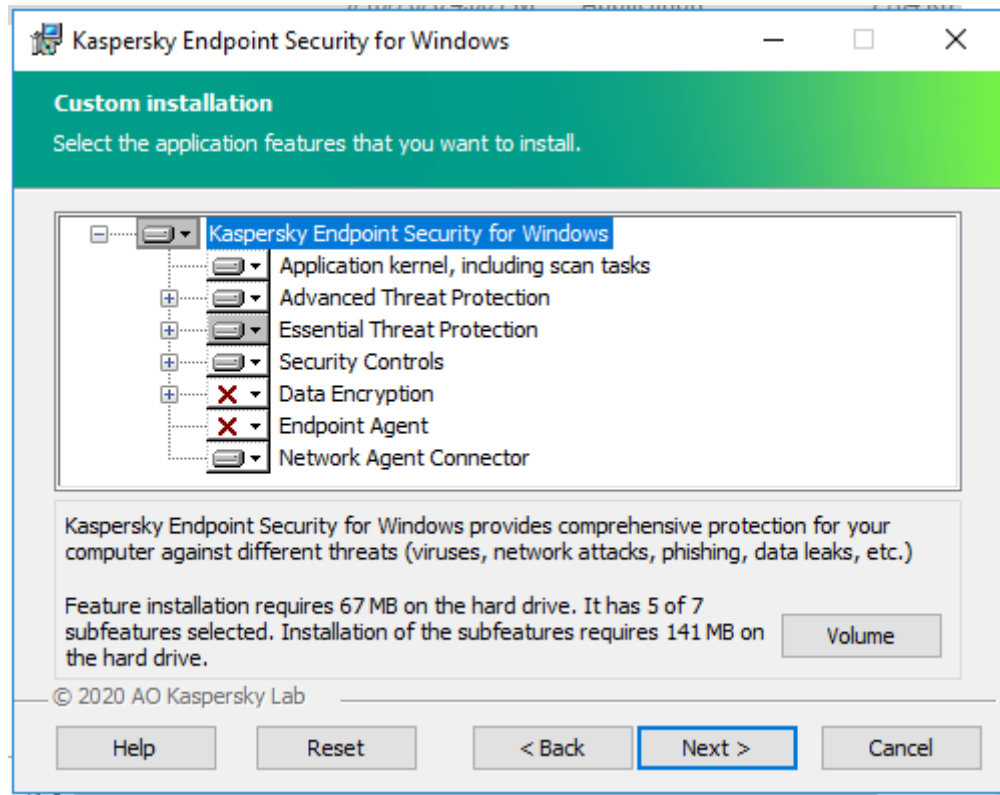 Kaspersky Endpoint Security for Windows
Custom installation
Select the application features that you want to install.
Kaspersky Endpoint Security for Windows
Application kernel, including scan tasks
Advanced Threat Protection
Essential Threat Protection
Security Controls
Data Encryption
Endpoint Agent
Network Agent Connector
Kaspersky Endpoint Security for Windows provides comprehensive protection for your
computer against different threats (viruses, network attacks, phishing, data leaks, etc.)
Feature installation requires 67 MB on the hard drive. It has 5 of 7
subfeatures selected. Installation of the subfeatures requires 141 MB on
the hard drive.
Volume
© 2020 AO Kaspersky Lab
Help Reset < Back Next > Cancel